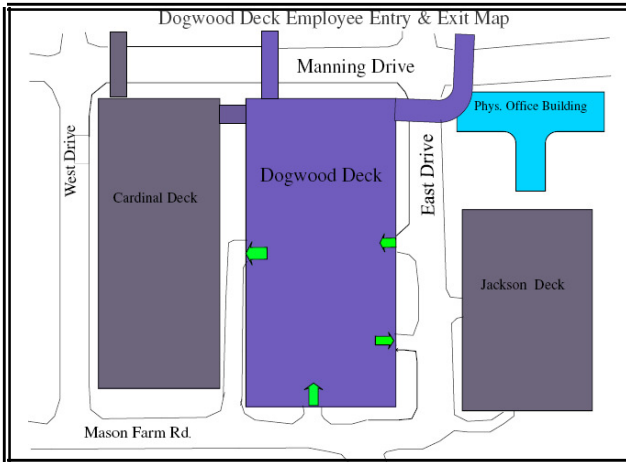 Dogwood Deck Employee Entry & Exit Map
Manning Drive
Phys. Office Building
West Drive
Dogwood Deck
East Drive
Cardinal Deck
Jackson Deck
Mason Farm Rd.